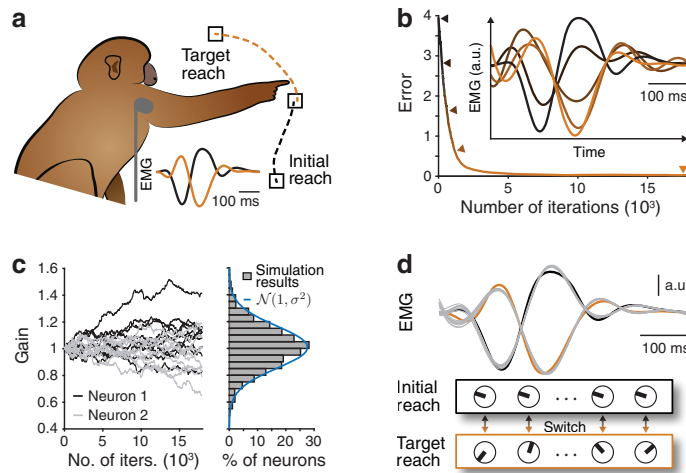 a
Target
reach
Initial
reach
EMG
100 ms
b
4
3
2
1
0
Error
EMG (a.u.)
100 ms
Time
5
10
15
Number of iterations (10³)
c
1.6
1.4
1.2
1.0
0.8
0.6
0.4
Gain
Neuron 1
Neuron 2
0
5
10
15
No. of iters. (10³)
Simulation
results
𝒩(1, σ²)
0
10
20
30
% of neurons
d
EMG
a.u
100 ms
Initial
reach
...
Switch
Target
reach
...